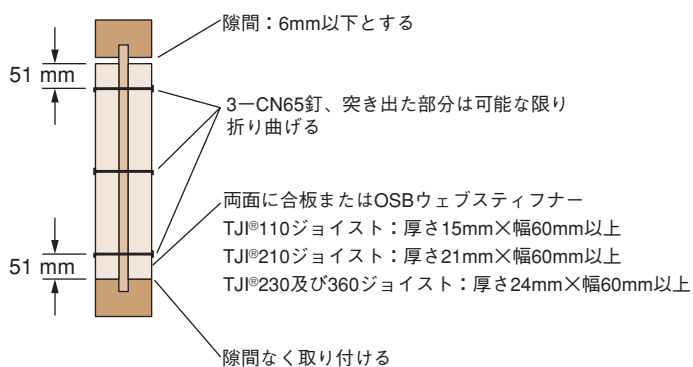 隙間：6mm以下とする
51 mm
3－CN65釘、突き出た部分は可能な限り
折り曲げる
両面に合板またはOSBウェブスティフナー
TJI®110ジョイスト：厚さ15mm×幅60mm以上
TJI®210ジョイスト：厚さ21mm×幅60mm以上
51 mm
TJI®230及び360ジョイスト：厚さ24mm×幅60mm以上
隙間なく取り付ける